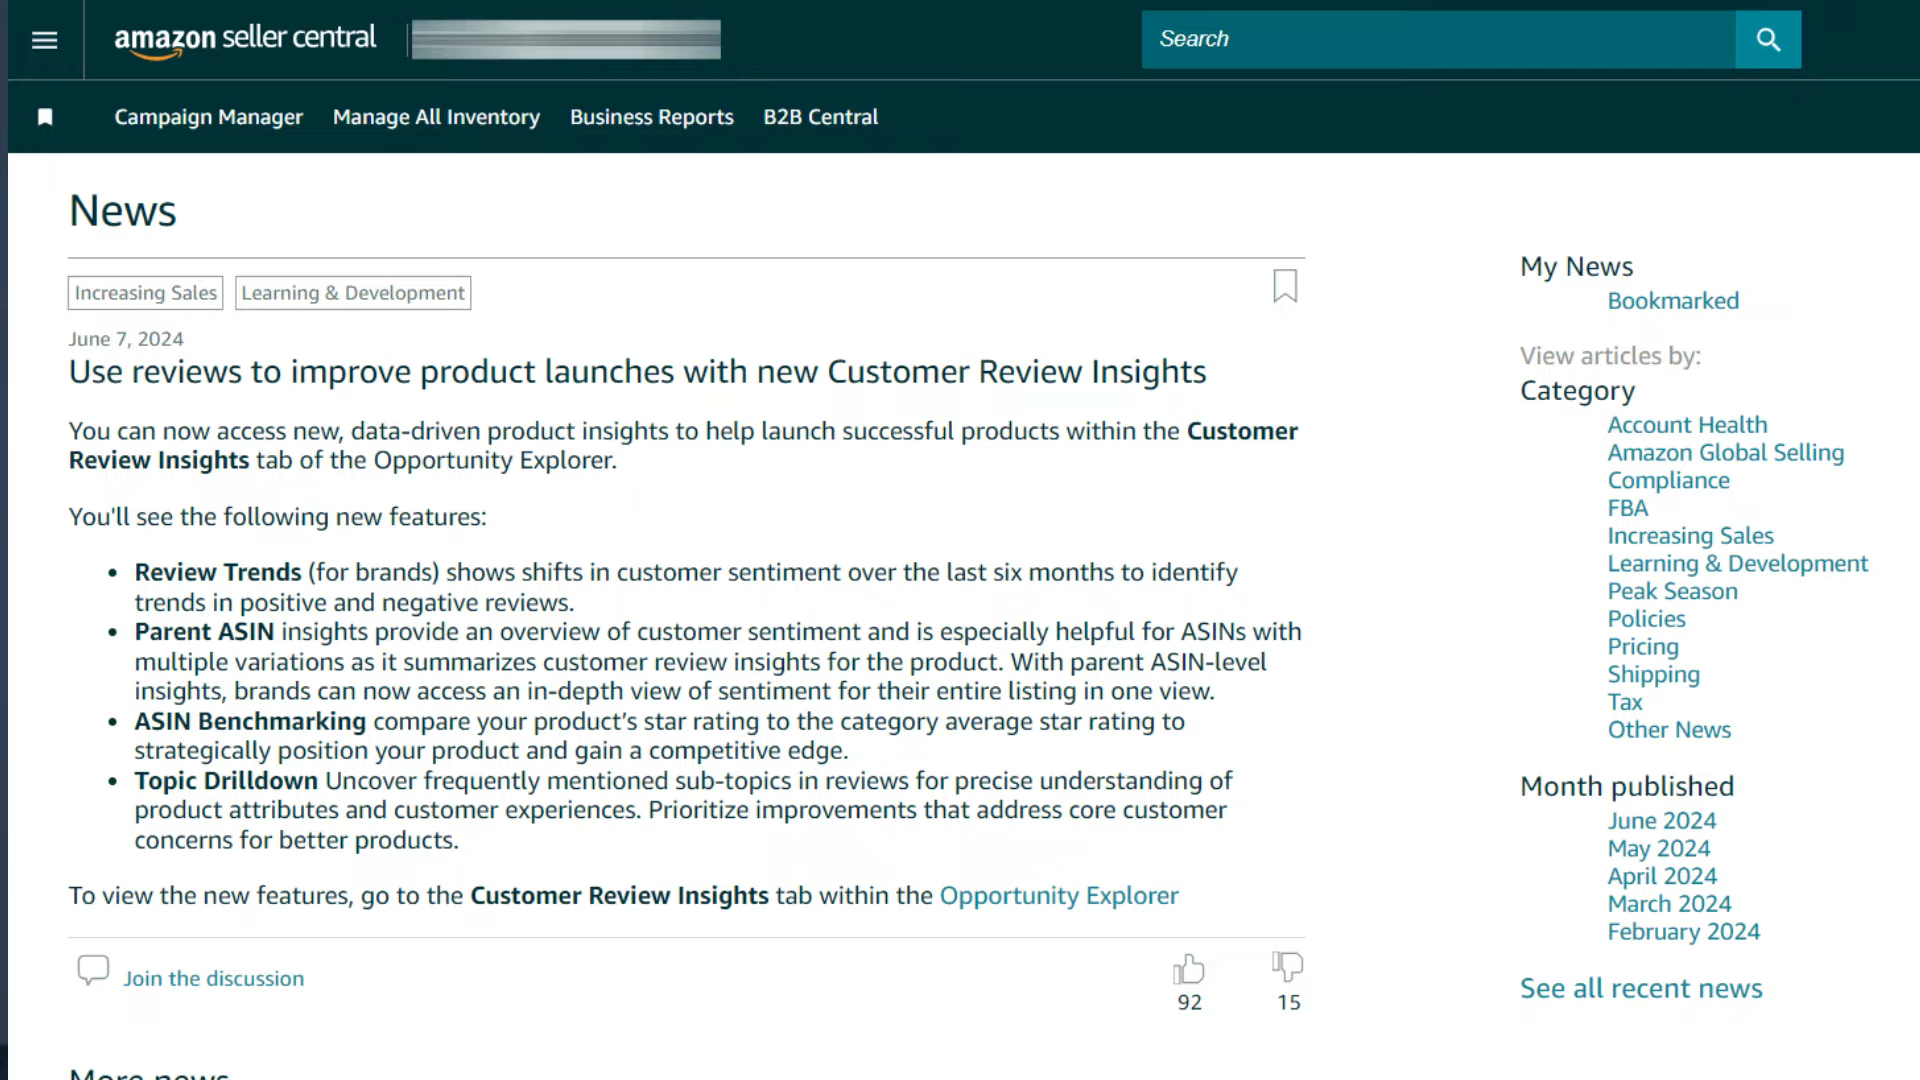 amazon seller central
Search
Campaign Manager
Manage All Inventory
Business Reports
B2B Central
News
Increasing Sales
Learning & Development
June 7, 2024
Use reviews to improve product launches with new Customer Review Insights
You can now access new, data-driven product insights to help launch successful products within the Customer
Review Insights tab of the Opportunity Explorer.
You'll see the following new features:
• Review Trends (for brands) shows shifts in customer sentiment over the last six months to identify
trends in positive and negative reviews.
• Parent ASIN insights provide an overview of customer sentiment and is especially helpful for ASINs with
multiple variations as it summarizes customer review insights for the product. With parent ASIN-level
insights, brands can now access an in-depth view of sentiment for their entire listing in one view.
• ASIN Benchmarking compare your product’s star rating to the category average star rating to
strategically position your product and gain a competitive edge.
• Topic Drilldown Uncover frequently mentioned sub-topics in reviews for precise understanding of
product attributes and customer experiences. Prioritize improvements that address core customer
concerns for better products.
To view the new features, go to the Customer Review Insights tab within the Opportunity Explorer
Join the discussion
92
15
More news
My News
Bookmarked
View articles by:
Category
Account Health
Amazon Global Selling
Compliance
FBA
Increasing Sales
Learning & Development
Peak Season
Policies
Pricing
Shipping
Tax
Other News
Month published
June 2024
May 2024
April 2024
March 2024
February 2024
See all recent news